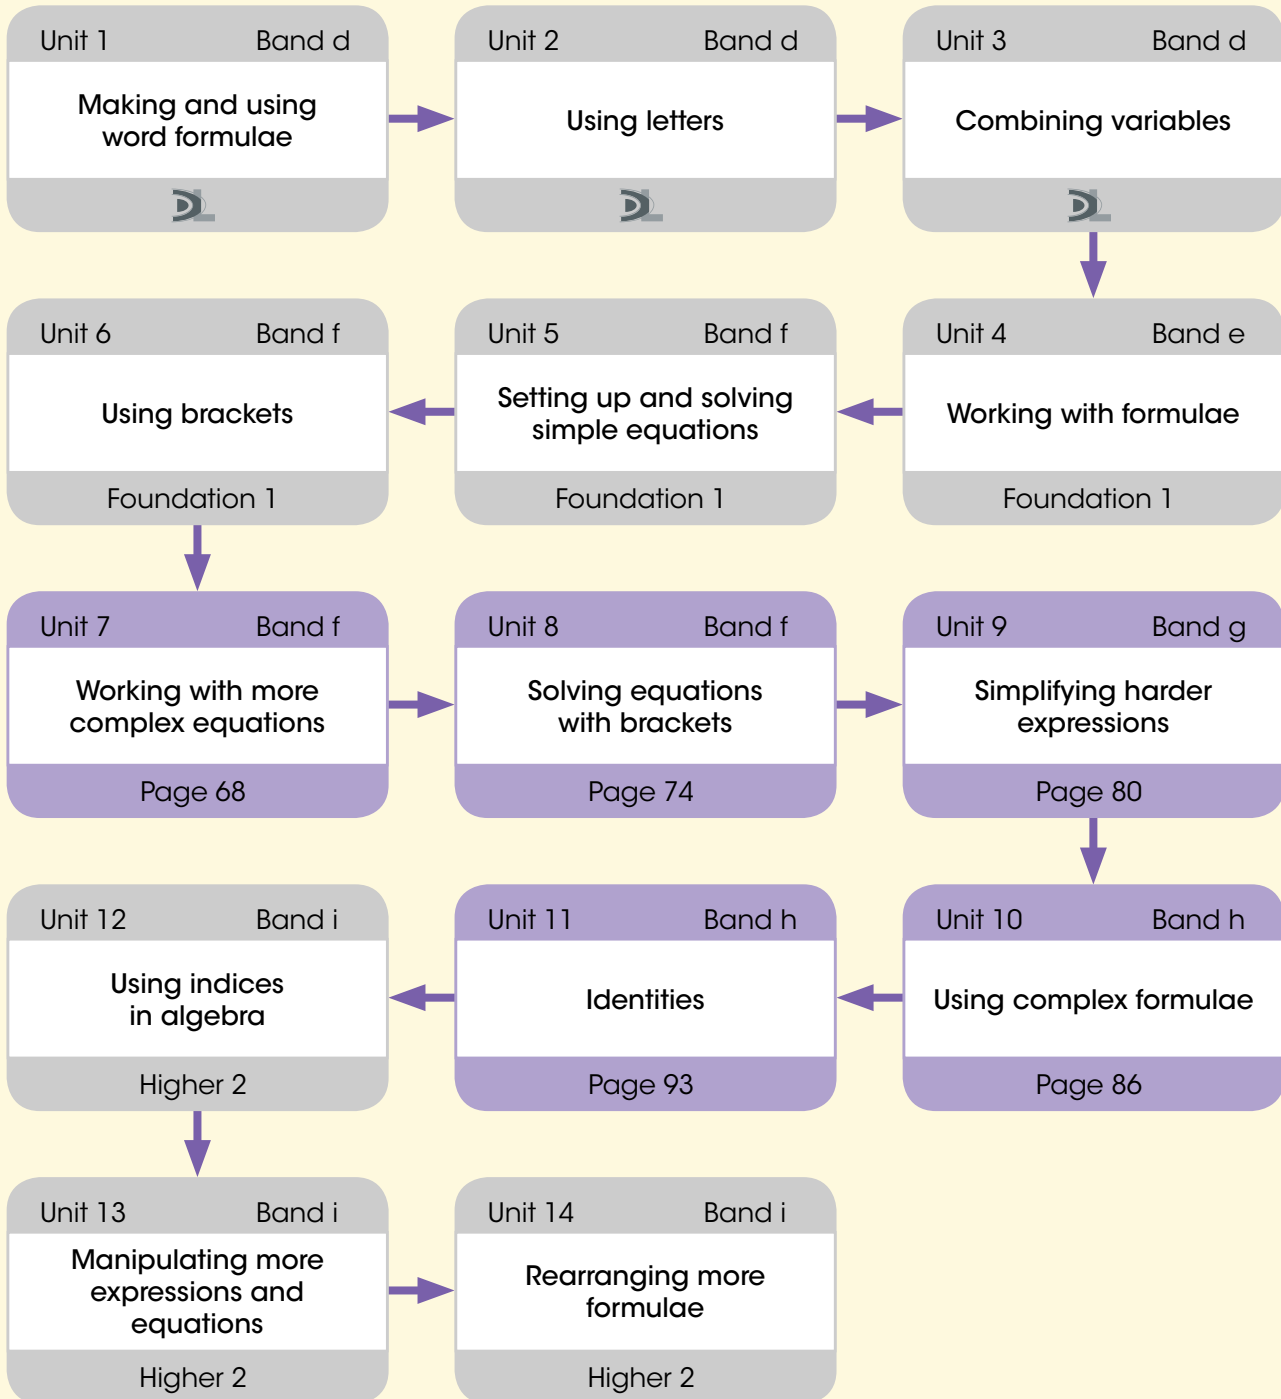 Unit 1 Band d
Making and using
word formulae
DL
Unit 2 Band d
Using letters
DL
Unit 3 Band d
Combining variables
DL
Unit 4 Band e
Working with formulae
Foundation 1
Unit 5 Band f
Setting up and solving
simple equations
Foundation 1
Unit 6 Band f
Using brackets
Foundation 1
Unit 7 Band f
Working with more
complex equations
Page 68
Unit 8 Band f
Solving equations
with brackets
Page 74
Unit 9 Band g
Simplifying harder
expressions
Page 80
Unit 10 Band h
Using complex formulae
Page 86
Unit 11 Band h
Identities
Page 93
Unit 12 Band i
Using indices
in algebra
Higher 2
Unit 13 Band i
Manipulating more
expressions and
equations
Higher 2
Unit 14 Band i
Rearranging more
formulae
Higher 2